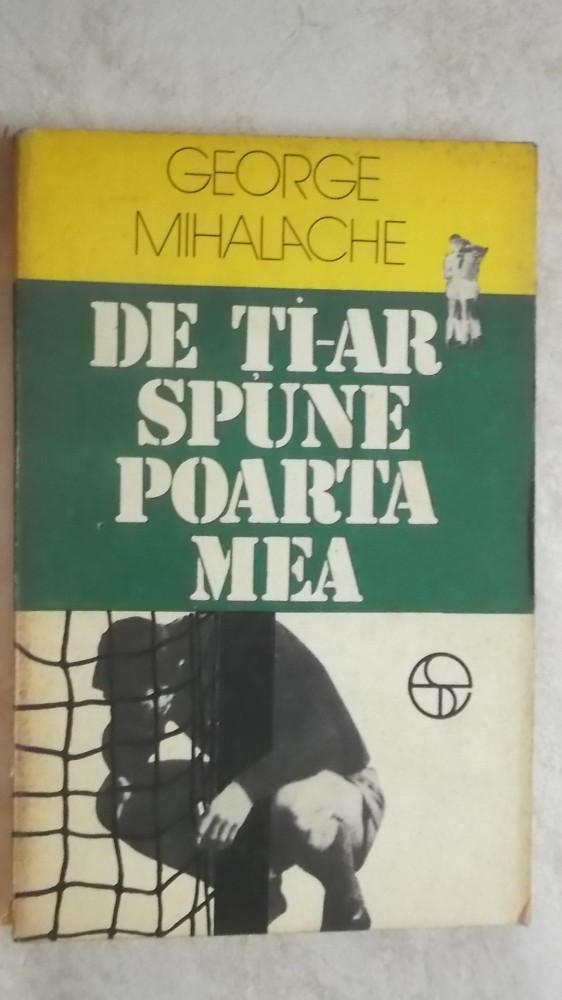 GEORGE
MIHALACHE
DE ȚI-AR
SPUNE
POARTA
MEA